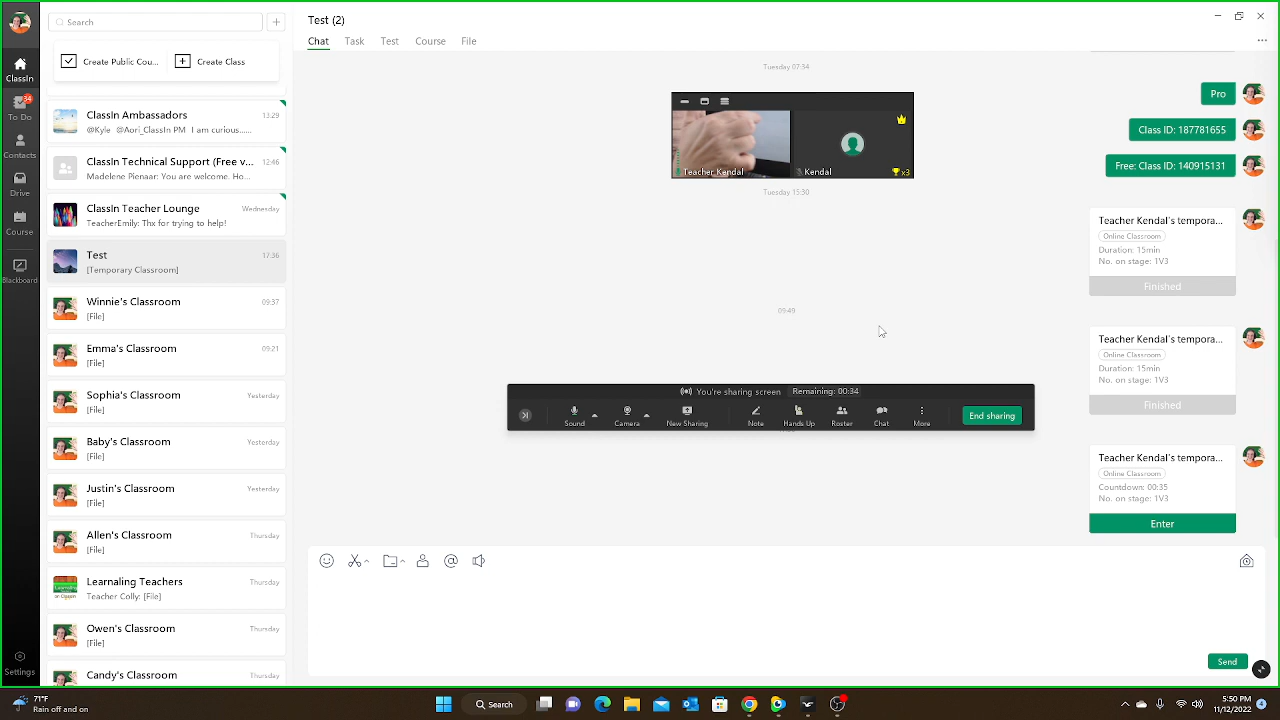 Search
Create Public Cou...
Create Class
ClassIn
34
To Do
Contacts
Drive
Course
Blackboard
Settings
ClassIn Ambassadors
13:29
@Kyle @Aori_ClassIn PM I am curious......
ClassIn Technical Support (Free v...
12:46
MadeleineMolenaar: You are welcome. Ho...
ClassIn Teacher Lounge
Wednesday
TeacherEmily: Thx for trying to help!
Test
17:36
[Temporary Classroom]
Winnie's Classroom
09:37
[File]
Emma's Classroom
09:21
[File]
Sophia's Classroom
Yesterday
[File]
Yesterday
[File]
Justin's Classroom
Yesterday
[File]
Allen's Classroom
Thursday
[File]
Learnaling Teachers
Thursday
Teacher Colly: [File]
Owen's Classroom
Thursday
[File]
Candy's Classroom
Thursday
Test (2)
Chat
Task
Test
Course
File
Tuesday 07:34
Pro
Class ID: 187781655
Free: Class ID: 140915131
Teacher Kendal
Kendal
x3
Tuesday 15:30
Teacher Kendal's tempora...
Online Classroom
Duration: 15min
No. on stage: 1V3
Finished
09:49
Teacher Kendal's tempora...
Online Classroom
Duration: 15min
No. on stage: 1V3
Finished
You're sharing screen
Remaining: 00:34
Sound
Camera
New Sharing
Note
Hands Up
Roster
Chat
More
End sharing
Teacher Kendal's tempora...
Online Classroom
Countdown: 00:35
No. on stage: 1V3
Enter
Send
Rain off and on
Search
5:50 PM
11/12/2022
4